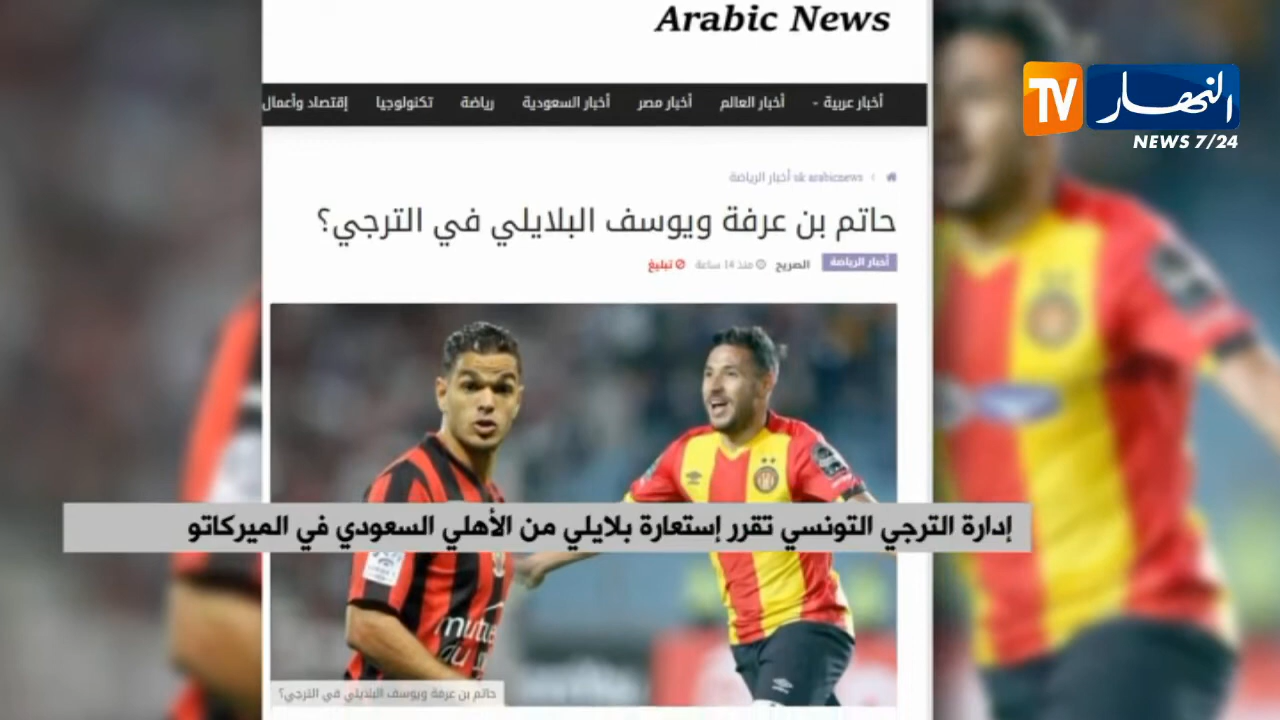 Arabic News
TV النهار
NEWS 7/24
أخبار عربية أخبار العالم أخبار مصر أخبار السعودية رياضة تكنولوجيا إقتصاد وأعمال
uk arabicnews أخبار الرياضة
حاتم بن عرفة ويوسف البلايلي في الترجي؟
أخبار الرياضة الصريح منذ 14 ساعة تبليغ
إدارة الترجي التونسي تقرر إستعارة بلايلي من الأهلي السعودي في الميركاتو
حاتم بن عرفة ويوسف البلايلي في الترجي؟